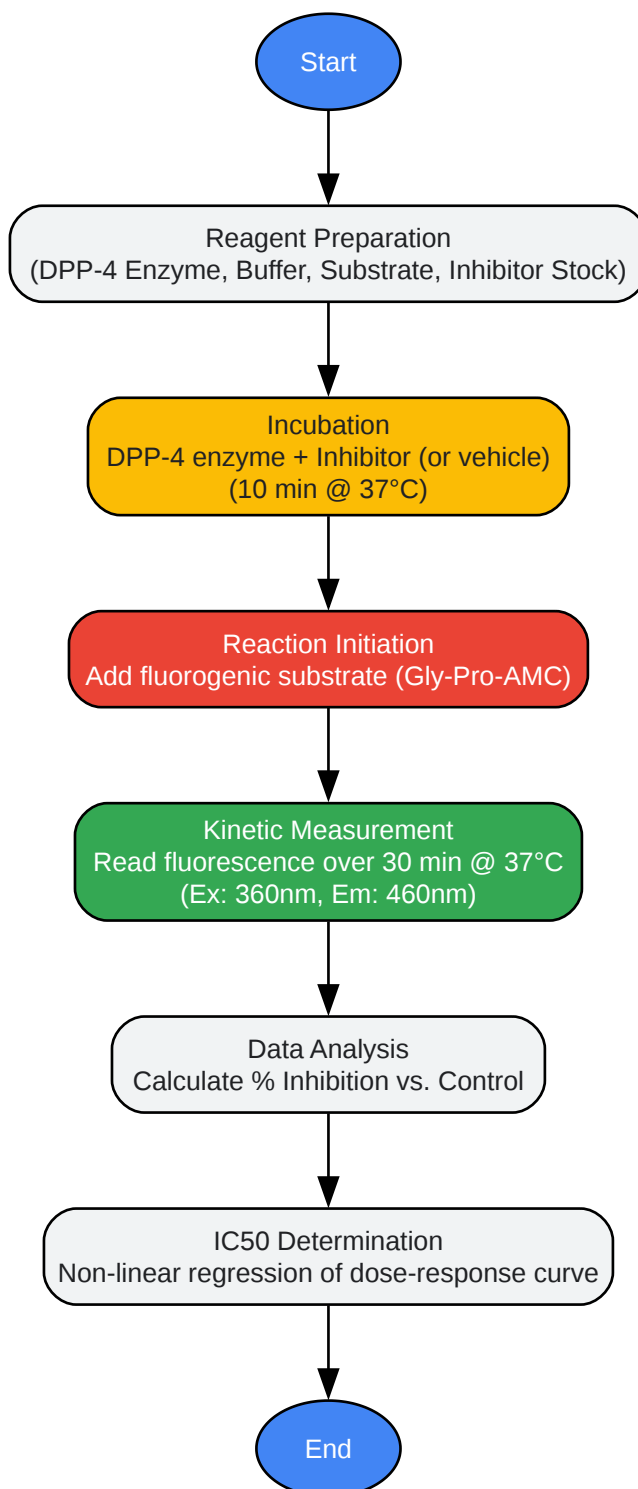 Start
Reagent Preparation
(DPP-4 Enzyme, Buffer, Substrate, Inhibitor Stock)
Incubation
DPP-4 enzyme + Inhibitor (or vehicle)
(10 min @ 37°C)
Reaction Initiation
Add fluorogenic substrate (Gly-Pro-AMC)
Kinetic Measurement
Read fluorescence over 30 min @ 37°C
(Ex: 360nm, Em: 460nm)
Data Analysis
Calculate % Inhibition vs. Control
IC50 Determination
Non-linear regression of dose-response curve
End